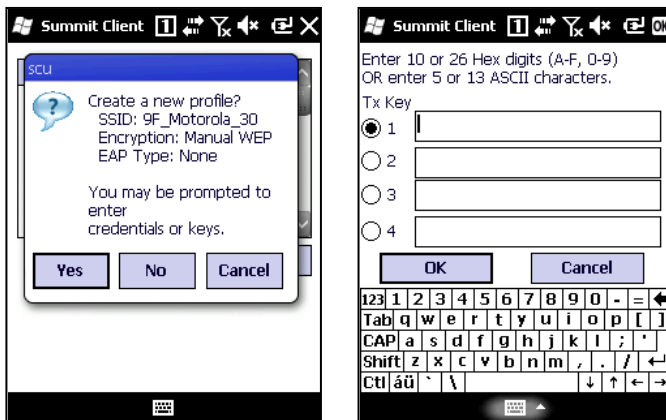 Summit Client 1
scu
Create a new profile?
SSID: 9F_Motorola_30
Encryption: Manual WEP
EAP Type: None
You may be prompted to
enter
credentials or keys.
Yes No Cancel
Summit Client 1 OK
Enter 10 or 26 Hex digits (A-F, 0-9)
OR enter 5 or 13 ASCII characters.
Tx Key
1
2
3
4
OK Cancel
123 1 2 3 4 5 6 7 8 9 0 - =
Tab q w e r t y u i o p [ ]
CAP a s d f g h j k l ; '
Shift z x c v b n m , . /
Ctl áü ` \